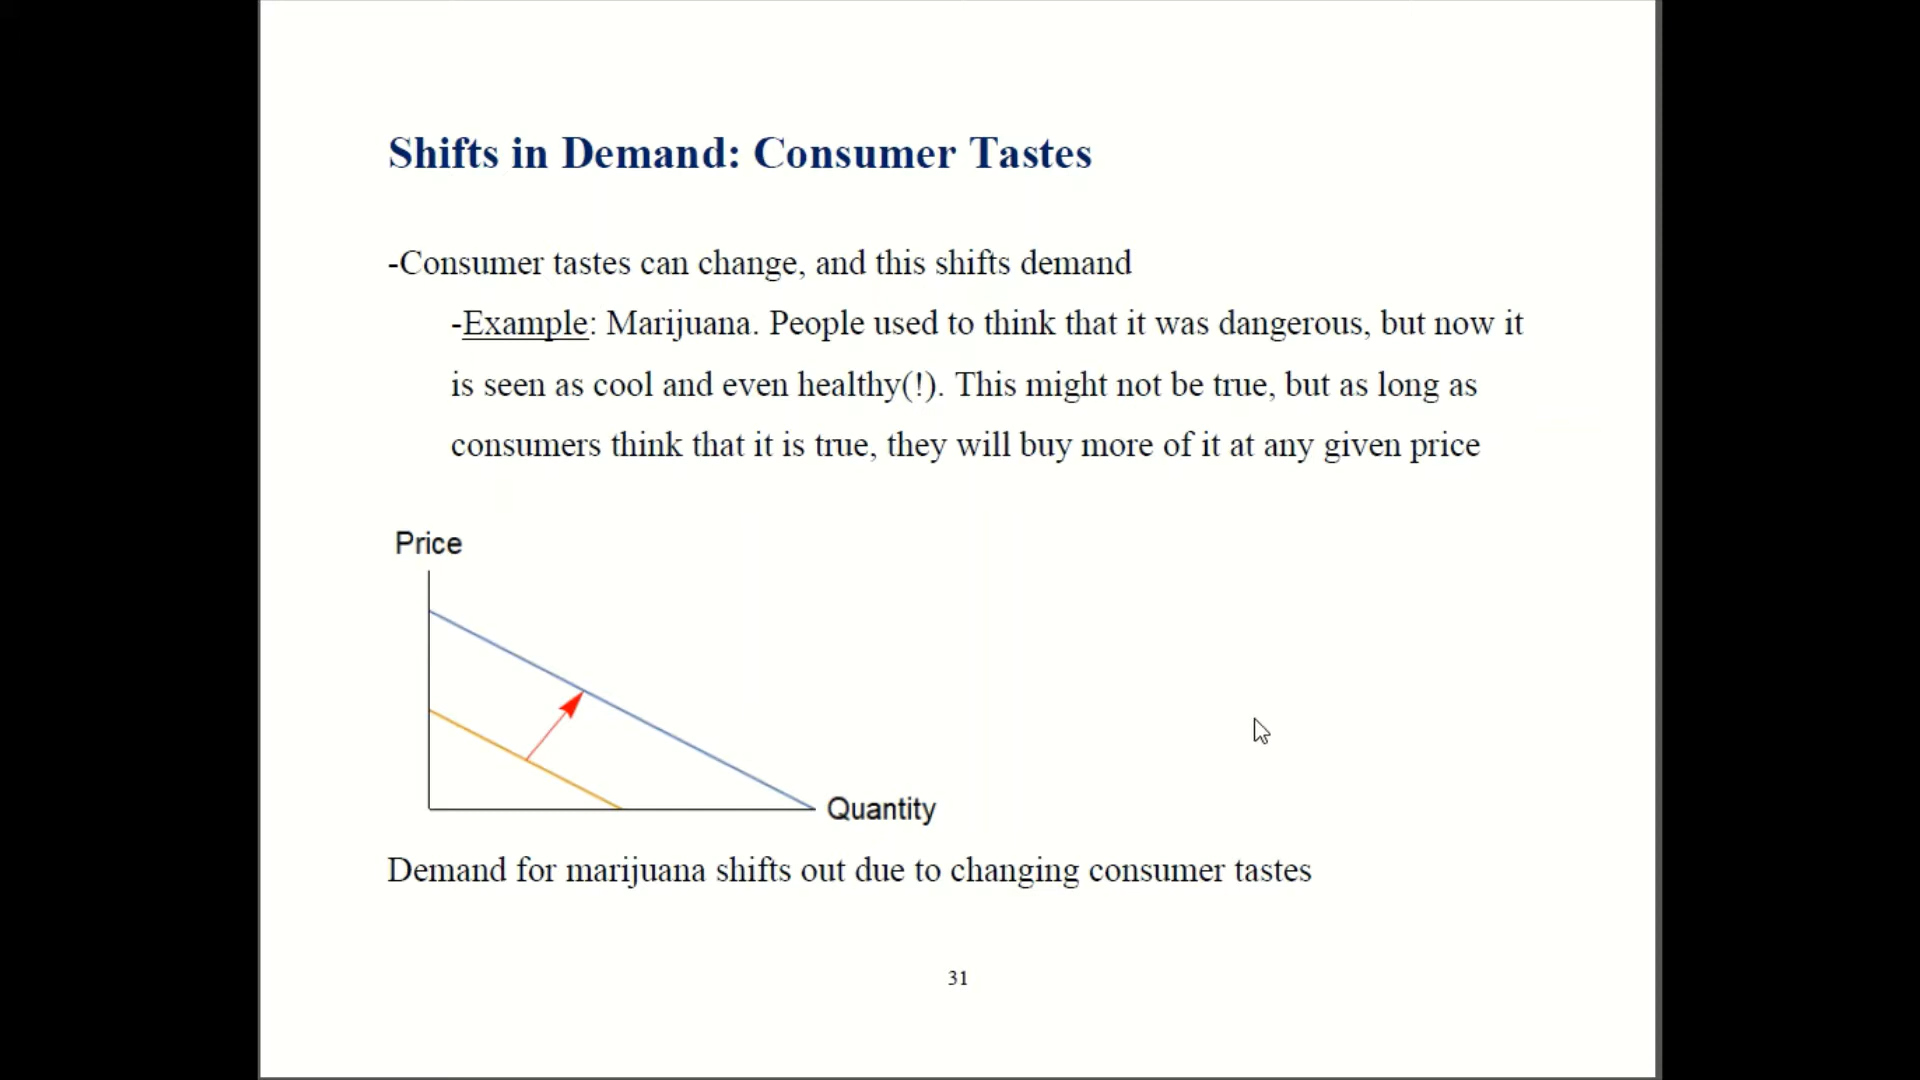 Shifts in Demand: Consumer Tastes
-Consumer tastes can change, and this shifts demand
-Example: Marijuana. People used to think that it was dangerous, but now it
is seen as cool and even healthy(!). This might not be true, but as long as
consumers think that it is true, they will buy more of it at any given price
Price
Quantity
Demand for marijuana shifts out due to changing consumer tastes
31